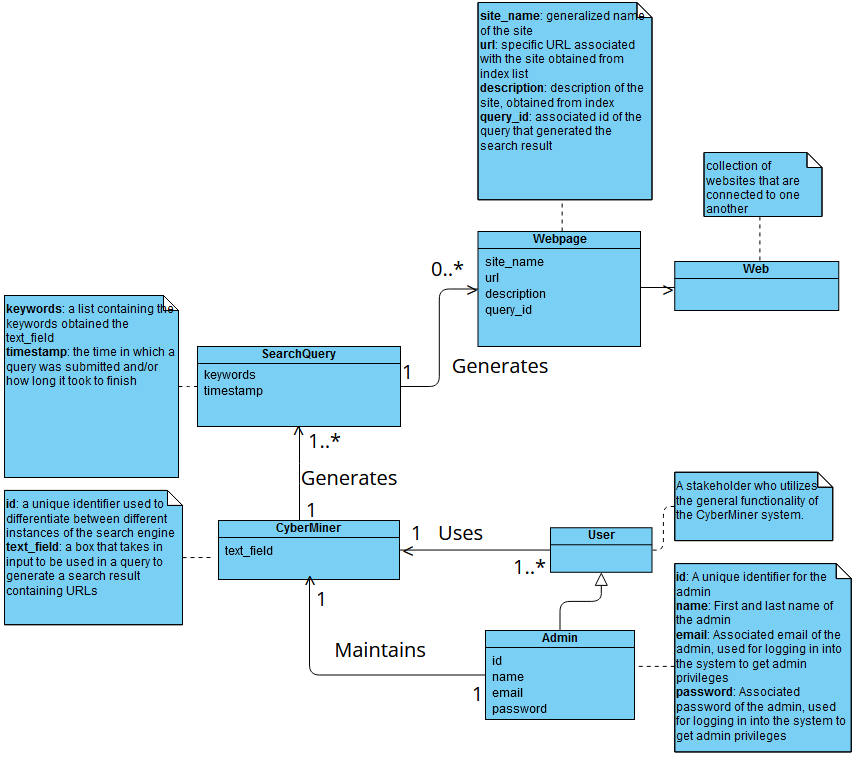 site_name: generalized name
of the site
url: specific URL associated
with the site obtained from
index list
description: description of the
site, obtained from index
query_id: associated id of the
query that generated the
search result
collection of
websites that are
connected to one
another
Webpage
site_name
url
description
query_id
Web
0..*
keywords: a list containing the
keywords obtained the
text_field
timestamp: the time in which a
query was submitted and/or
how long it took to finish
SearchQuery
keywords
timestamp
1
Generates
1..*
Generates
1
id: a unique identifier used to
differentiate between different
instances of the search engine
text_field: a box that takes in
input to be used in a query to
generate a search result
containing URLs
CyberMiner
text_field
1
Uses
1..*
User
A stakeholder who utilizes
the general functionality of
the CyberMiner system.
1
Maintains
1
Admin
id
name
email
password
id: A unique identifier for the
admin
name: First and last name of
the admin
email: Associated email of the
admin, used for logging in into
the system to get admin
privileges
password: Associated
password of the admin, used
for logging in into the system to
get admin privileges